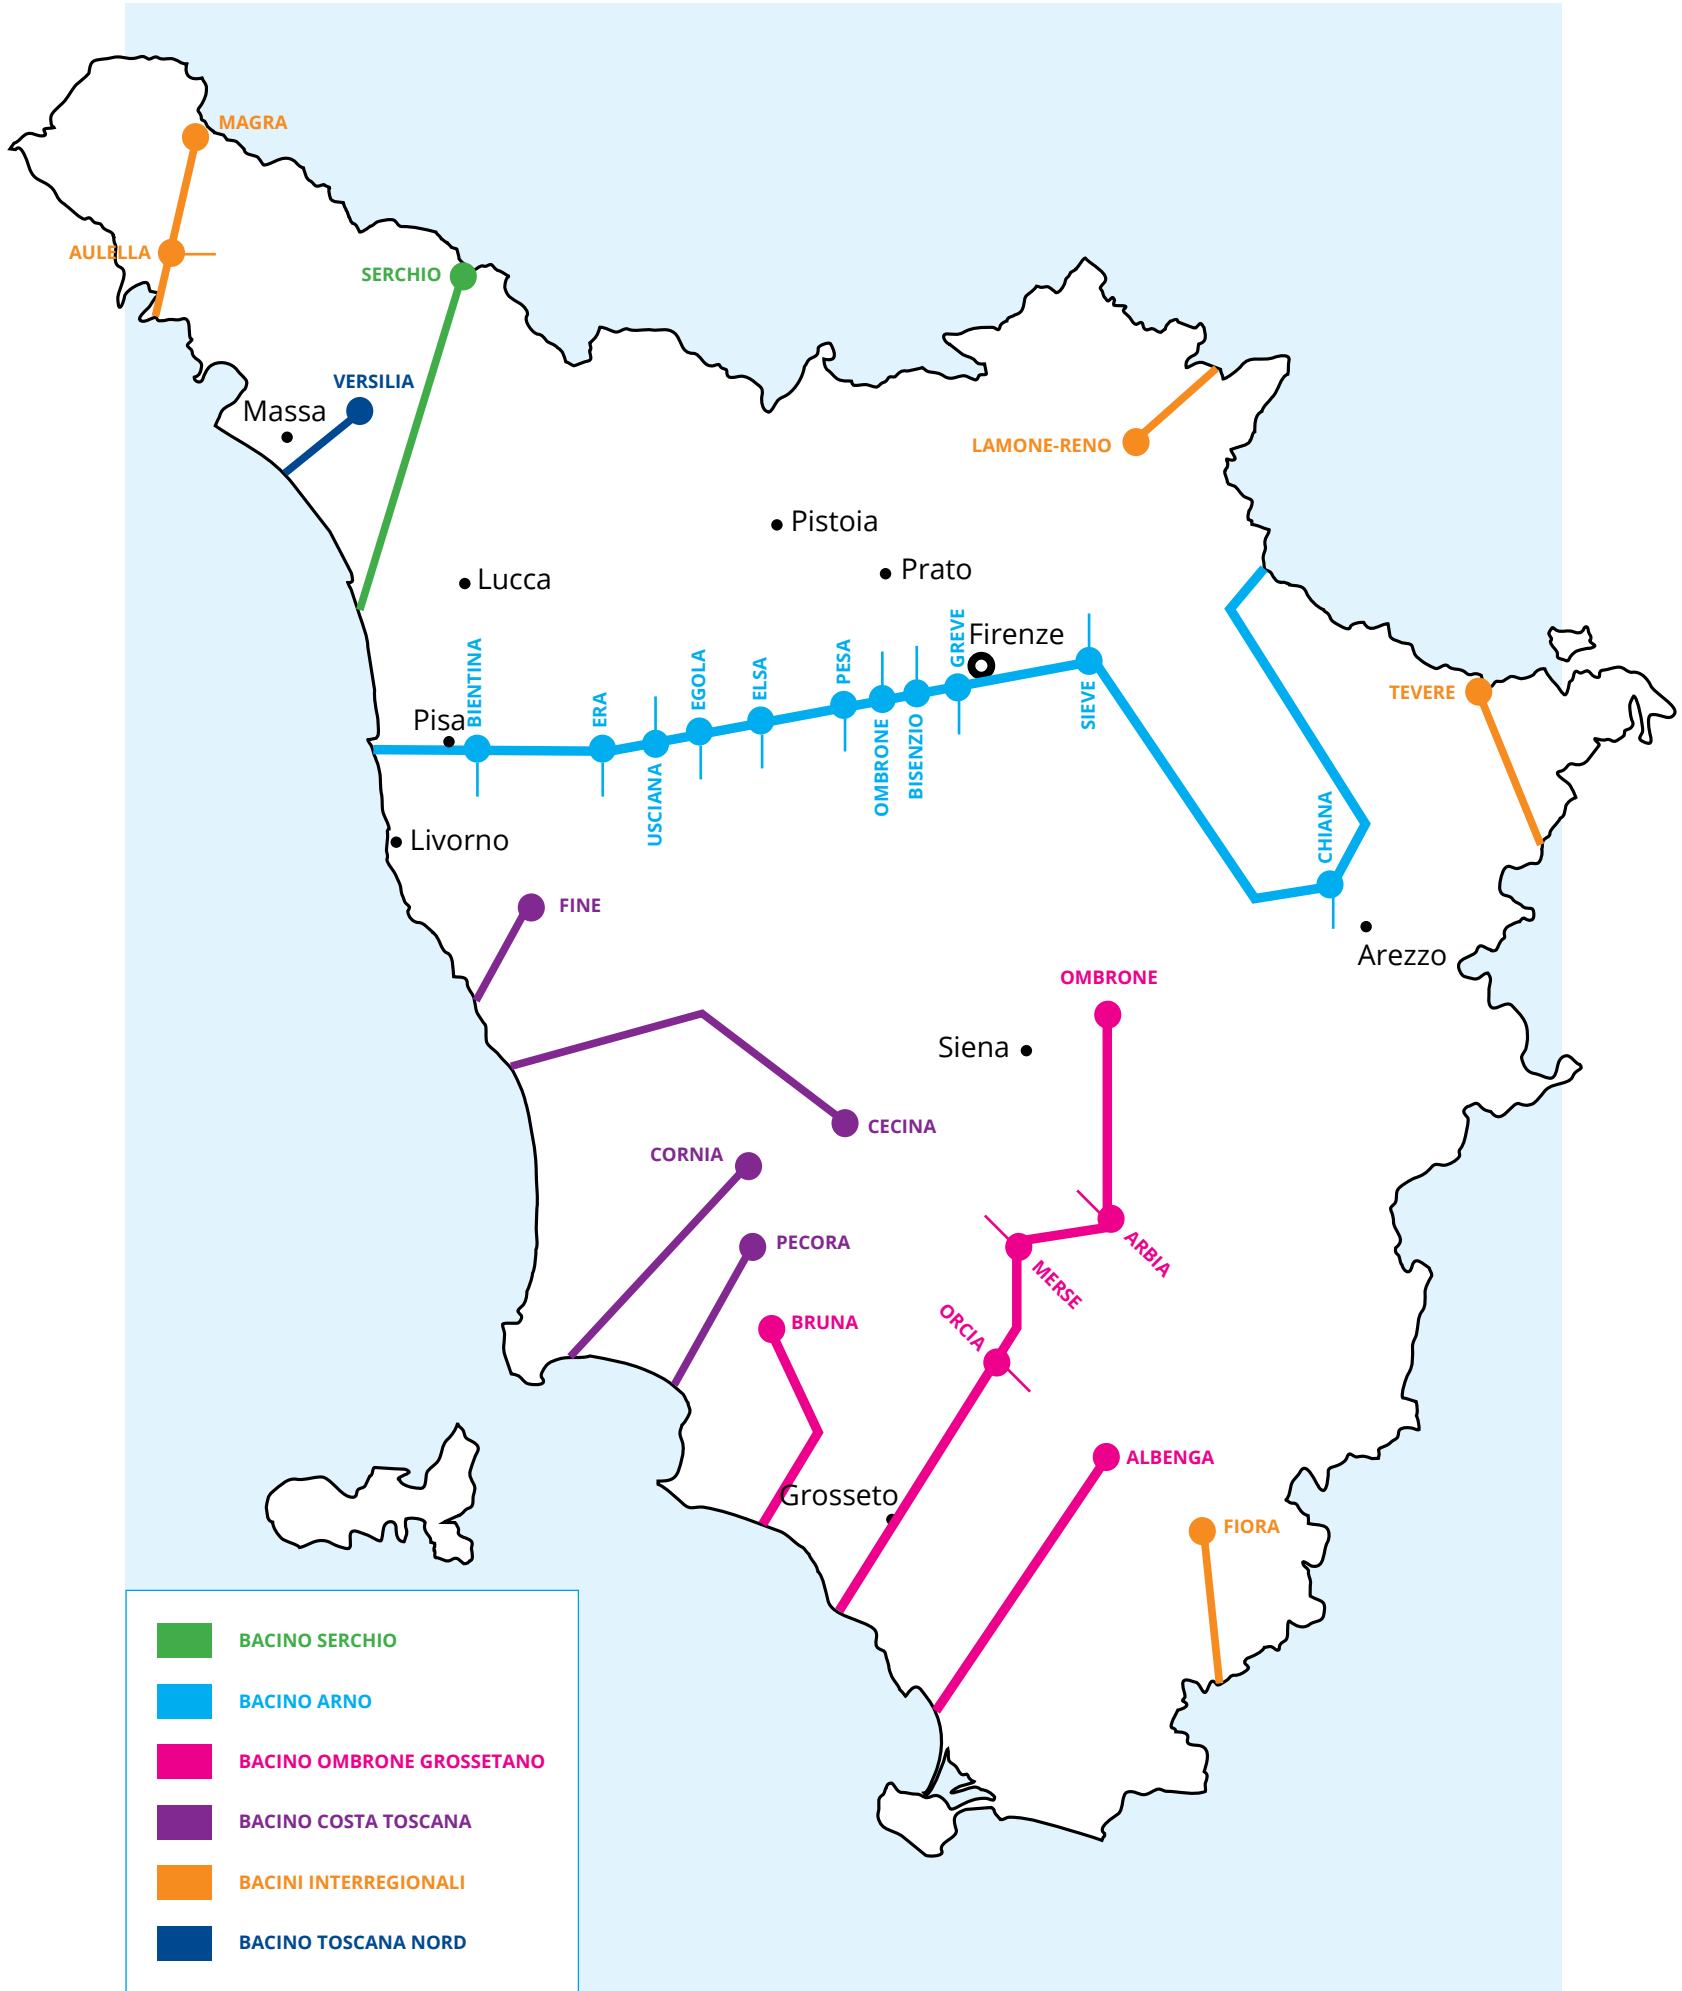 MAGRA
AULELLA
SERCHIO
VERSILIA
Massa
LAMONE-RENO
Pistoia
Prato
Lucca
Firenze
GREVE
BIENTINA
ERA
USCIANA
EGOLA
ELSA
PESA
OMBRONE
BISENZIO
SIEVE
TEVERE
Pisa
Livorno
CHIANA
FINE
Arezzo
OMBRONE
Siena
CECINA
CORNIA
PECORA
ARBIA
MERSE
ORCIA
BRUNA
ALBENGA
Grosseto
FIORA
BACINO SERCHIO
BACINO ARNO
BACINO OMBRONE GROSSETANO
BACINO COSTA TOSCANA
BACINI INTERREGIONALI
BACINO TOSCANA NORD